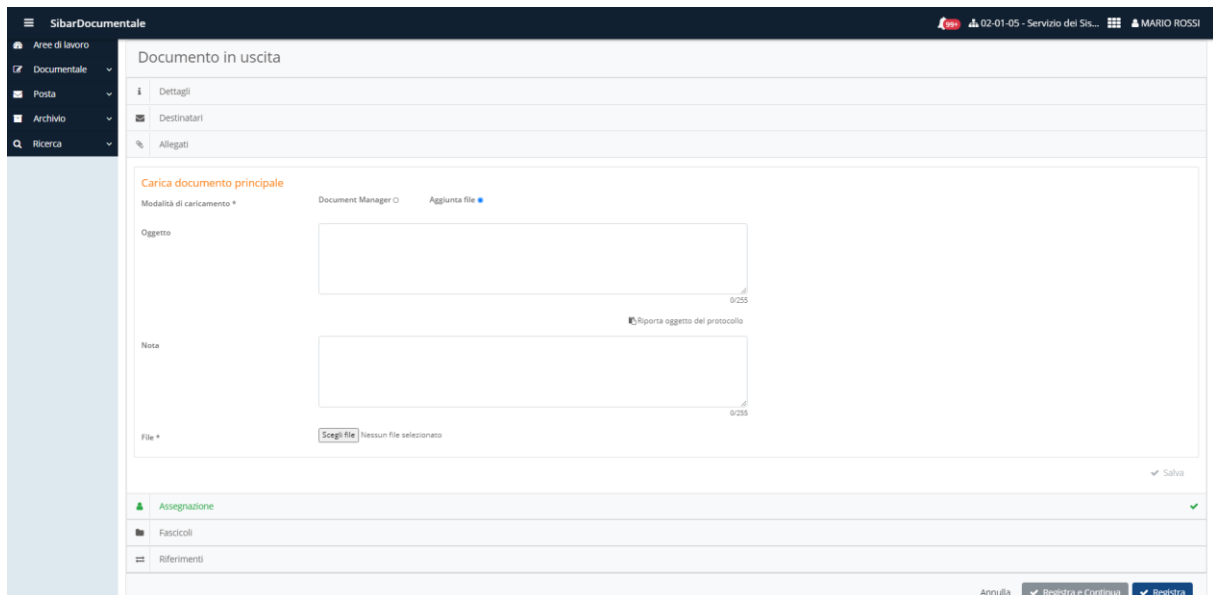 SibarDocumentale 99+ 02-01-05 - Servizio dei Sis... MARIO ROSSI
Aree di lavoro
Documentale
Posta
Archivio
Ricerca
Documento in uscita
Dettagli
Destinatari
Allegati
Carica documento principale
Modalità di caricamento * Document Manager Aggiunta file
Oggetto
0/255
Riporta oggetto del protocollo
Nota
0/255
File * Scegli file Nessun file selezionato
Salva
Assegnazione
Fascicoli
Riferimenti
Annulla Registra e Continua Registra